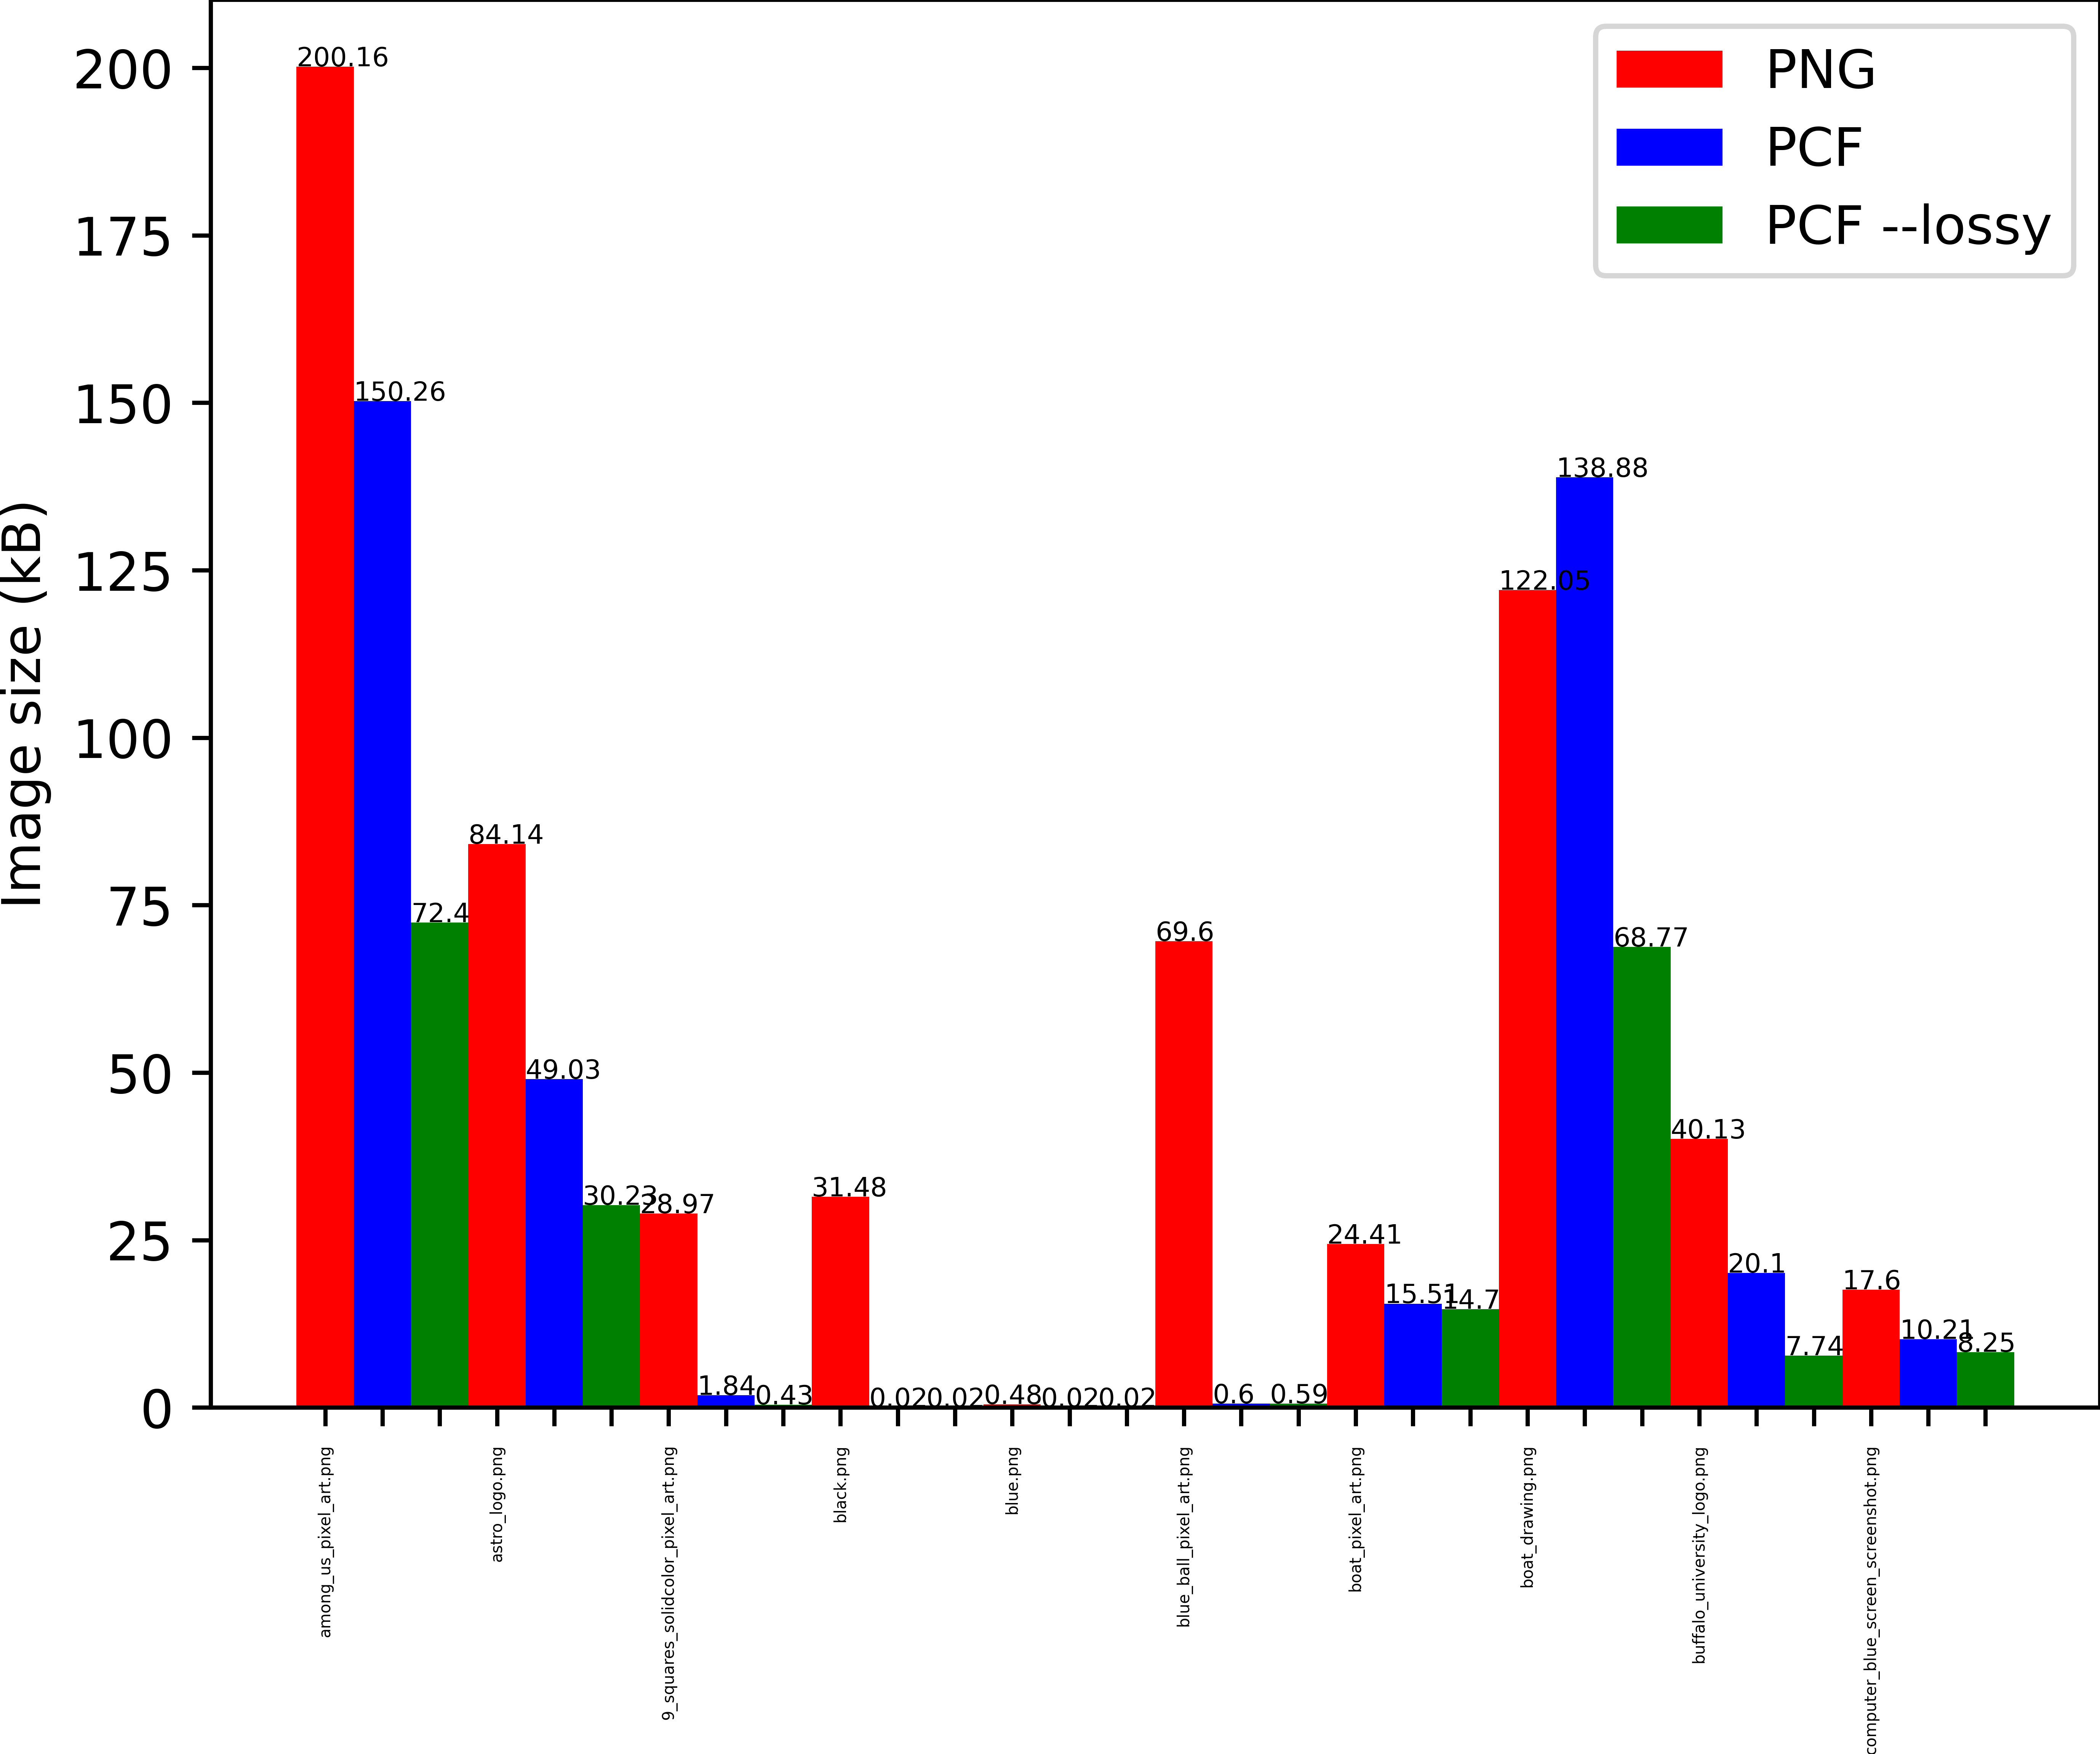 PNG
PCF
PCF --lossy
Image size (kB)
200
175
150
125
100
75
50
25
0
200.16
150.26
72.4
84.14
49.03
30.23
28.97
1.84
0.43
31.48
0.02
0.02
0.48
0.02
0.02
69.6
0.6
0.59
24.41
15.51
14.7
122.05
138.88
68.77
40.13
20.1
7.74
17.6
10.21
8.25
among_us_pixel_art.png
astro_logo.png
9_squares_solidcolor_pixel_art.png
black.png
blue.png
blue_ball_pixel_art.png
boat_pixel_art.png
boat_drawing.png
buffalo_university_logo.png
computer_blue_screen_screenshot.png